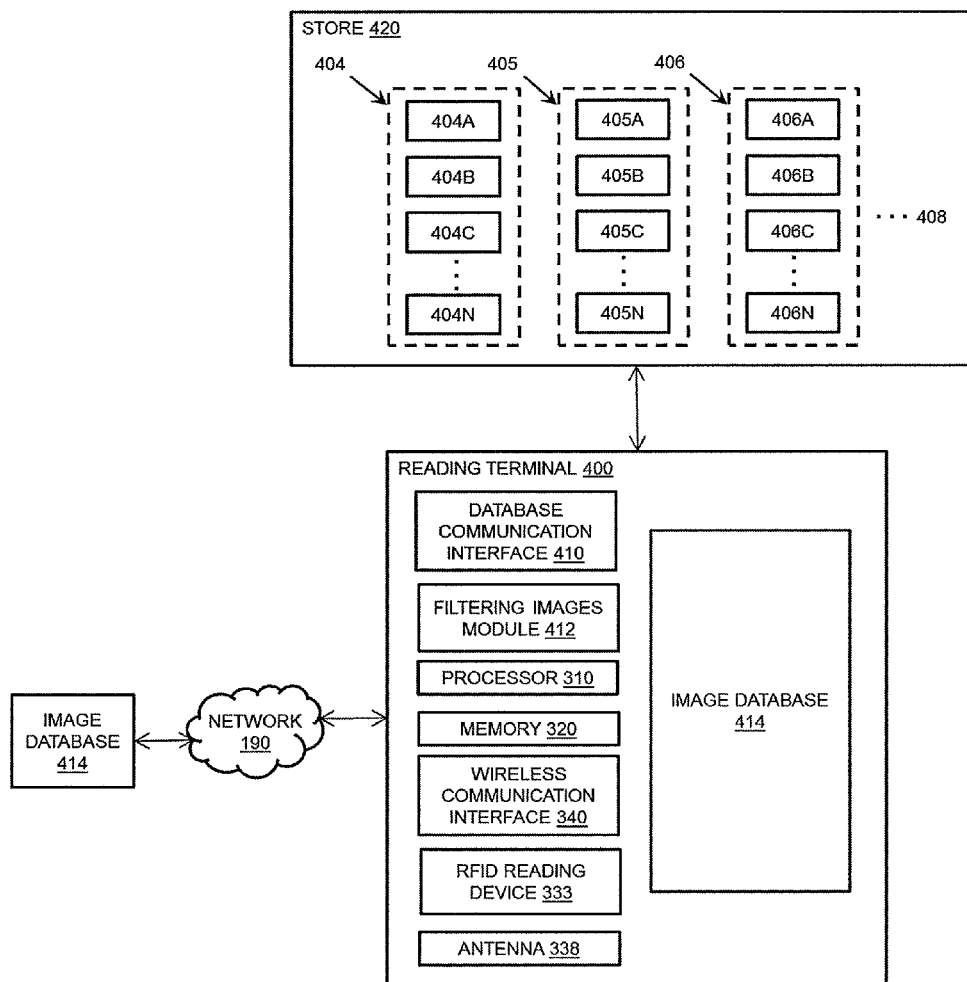 STORE 420
404
405
406
404A
405A
406A
404B
405B
406B
404C
405C
406C
404N
405N
406N
408
READING TERMINAL 400
DATABASE
COMMUNICATION
INTERFACE 410
FILTERING IMAGES
MODULE 412
PROCESSOR 310
MEMORY 320
WIRELESS
COMMUNICATION
INTERFACE 340
RFID READING
DEVICE 333
ANTENNA 338
IMAGE DATABASE
414
NETWORK
190
IMAGE
DATABASE
414